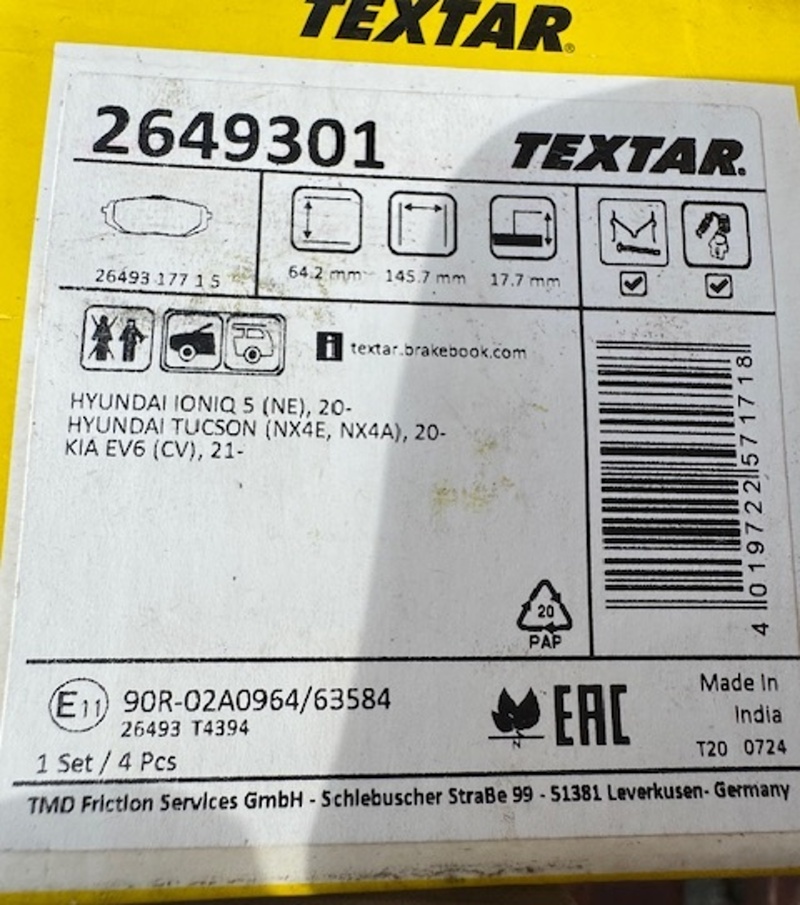 TEXTAR®
2649301
TEXTAR.
26493 177 1 5
64.2 mm
145.7 mm
17.7 mm
i textar.brakebook.com
HYUNDAI IONIQ 5 (NE), 20-
HYUNDAI TUCSON (NX4E, NX4A), 20-
KIA EV6 (CV), 21-
4 019722 571718
20
PAP
E11 90R-02A0964/63584
26493 T4394
1 Set / 4 Pcs
N
EAC
Made In
India
T20 0724
TMD Friction Services GmbH - Schlebuscher StraBe 99 - 51381 Leverkusen- Germany